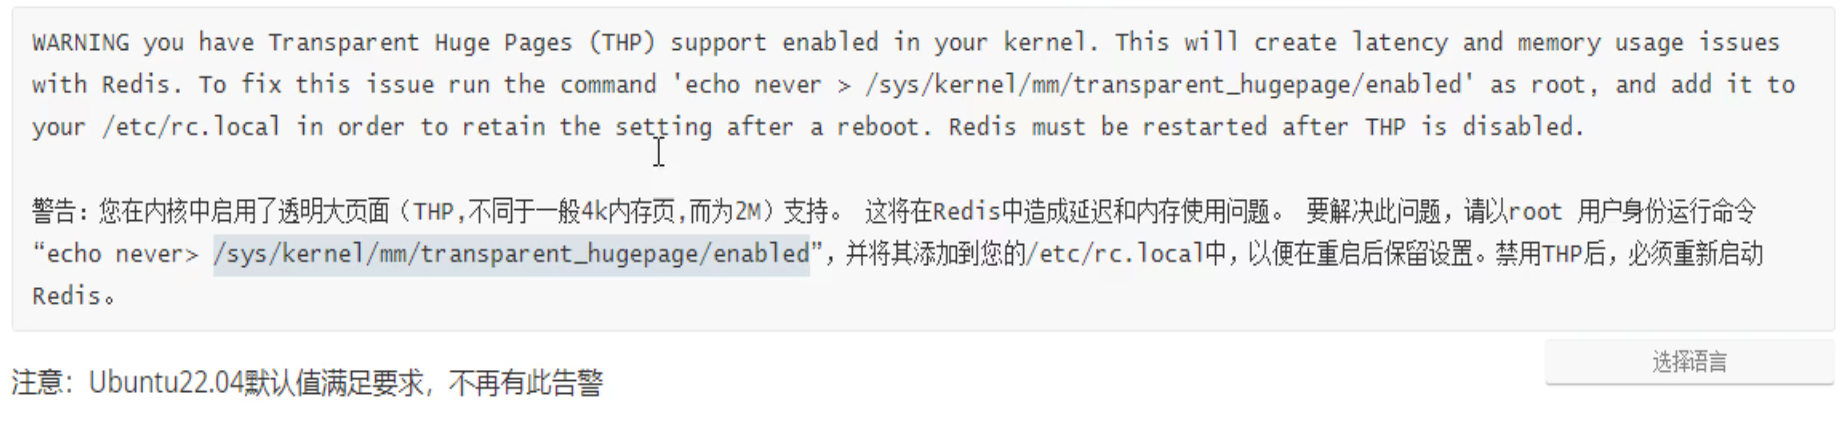 WARNING you have Transparent Huge Pages (THP) support enabled in your kernel. This will create latency and memory usage issues
with Redis. To fix this issue run the command 'echo never > /sys/kernel/mm/transparent_hugepage/enabled' as root, and add it to
your /etc/rc.local in order to retain the setting after a reboot. Redis must be restarted after THP is disabled.
警告：您在内核中启用了透明大页面（THP,不同于一般4k内存页,而为2M）支持。 这将在Redis中造成延迟和内存使用问题。 要解决此问题，请以root 用户身份运行命令
“echo never> /sys/kernel/mm/transparent_hugepage/enabled”，并将其添加到您的/etc/rc.local中，以便在重启后保留设置。禁用THP后，必须重新启动
Redis。
选择语言
注意：Ubuntu22.04默认值满足要求，不再有此告警